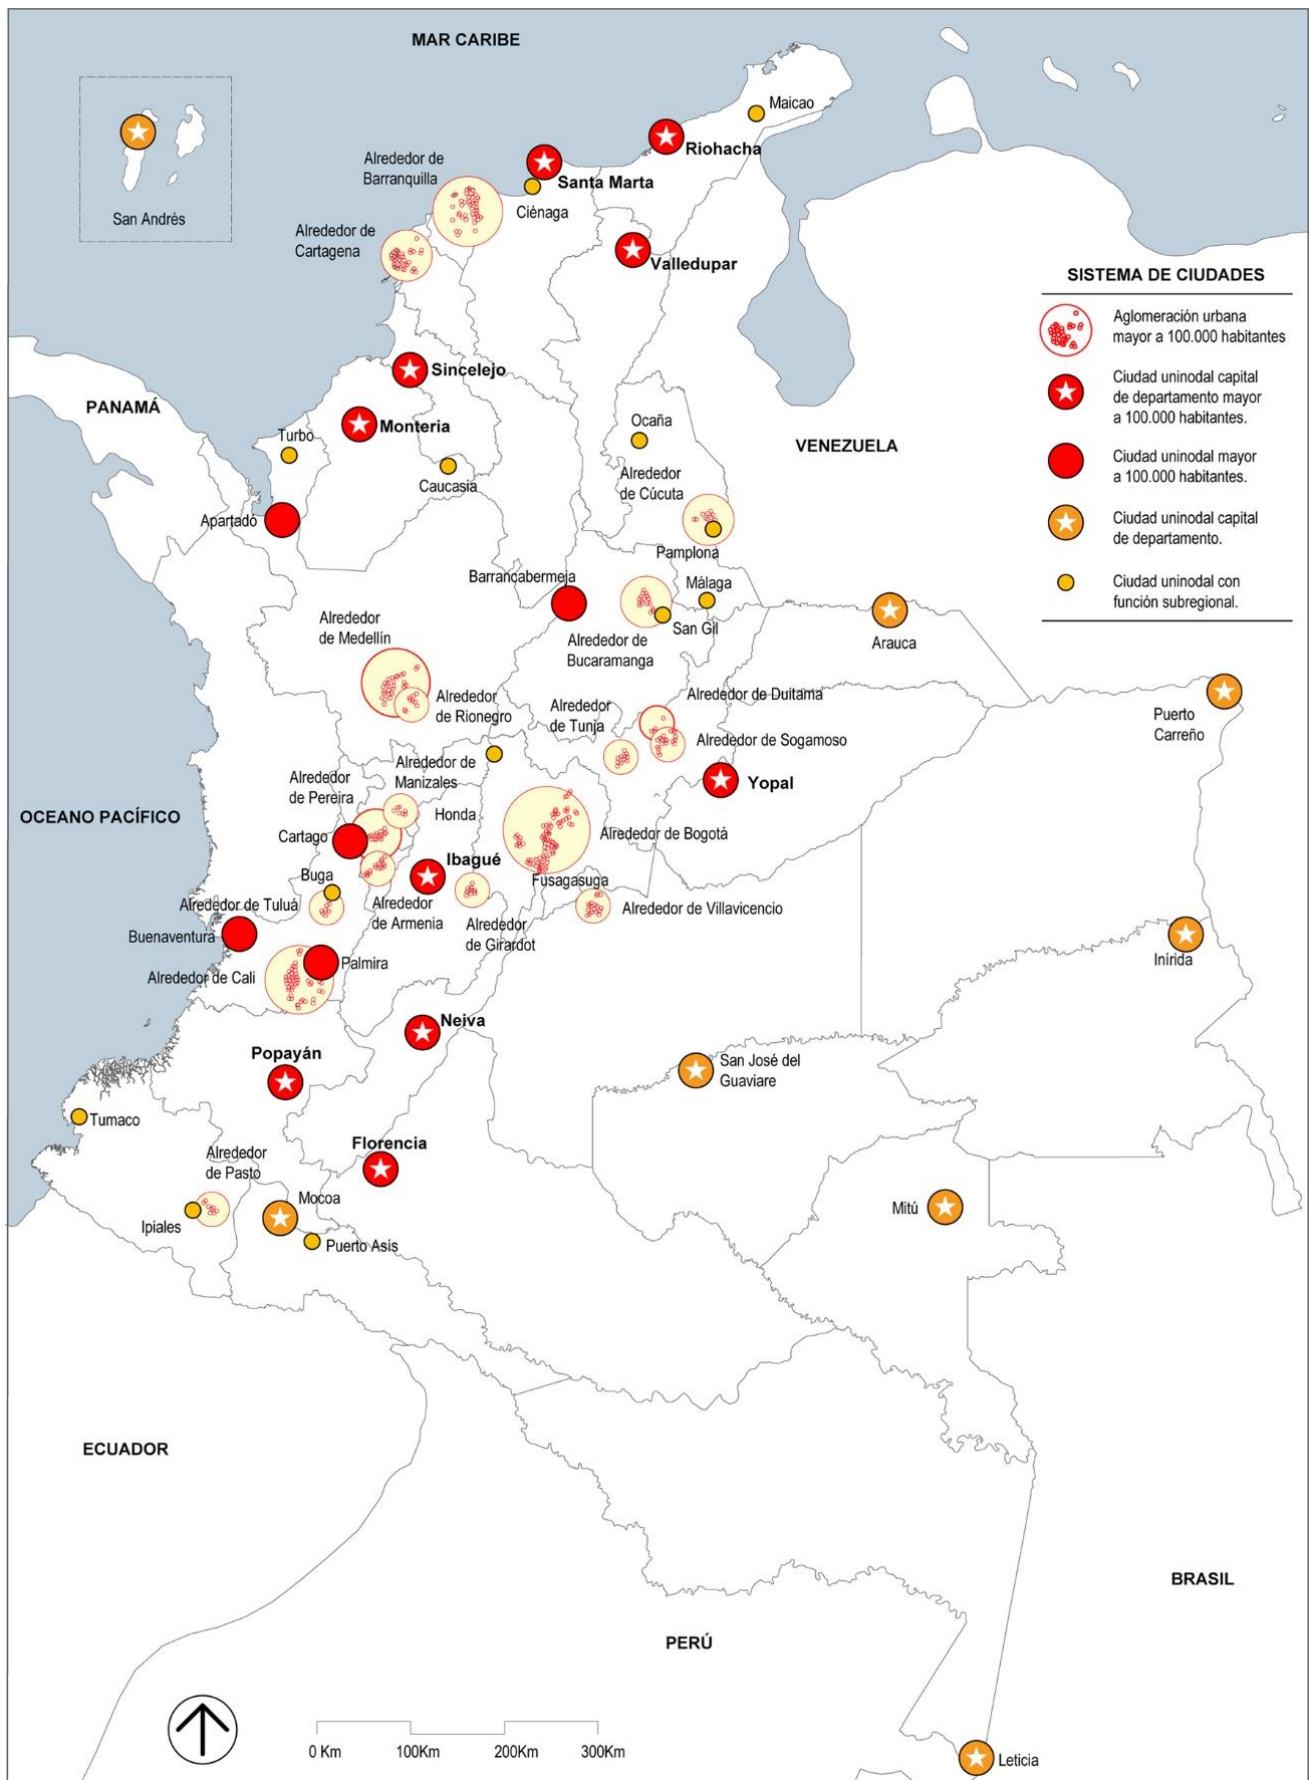 MAR CARIBE
Maicao
Riohacha
Alrededor de
Barranquilla
Santa Marta
Ciénaga
San Andrés
Alrededor de
Cartagena
Valledupar
SISTEMA DE CIUDADES
Aglomeración urbana
mayor a 100.000 habitantes
Ciudad uninodal capital
de departamento mayor
a 100.000 habitantes.
Ciudad uninodal mayor
a 100.000 habitantes.
Ciudad uninodal capital
de departamento.
Ciudad uninodal con
función subregional.
Sincelejo
PANAMÁ
Monteria
Ocaña
Turbo
VENEZUELA
Caucasia
Alrededor
de Cúcuta
Apartadó
Pamplona
Barrancabermeja
Málaga
San Gil
Alrededor
de Medellín
Alrededor de
Bucaramanga
Arauca
Alrededor
de Rionegro
Alrededor de Duitama
Alrededor
de Tunja
Puerto
Carreño
Alrededor de Sogamoso
Alrededor de
Manizales
Alrededor
de Pereira
Yopal
OCEANO PACÍFICO
Honda
Cartago
Alrededor de Bogotá
Ibagué
Buga
Fusagasuga
Alrededor de Tuluá
Alrededor
de Armenia
Alrededor de Villavicencio
Alrededor
de Girardot
Buenaventura
Palmira
Alrededor de Cali
Inírida
Neiva
Popayán
San José del
Guaviare
Tumaco
Florencia
Alrededor
de Pasto
Mocoa
Mitú
Ipiales
Puerto Asis
ECUADOR
BRASIL
PERÚ
0 Km
100Km
200Km
300Km
Leticia